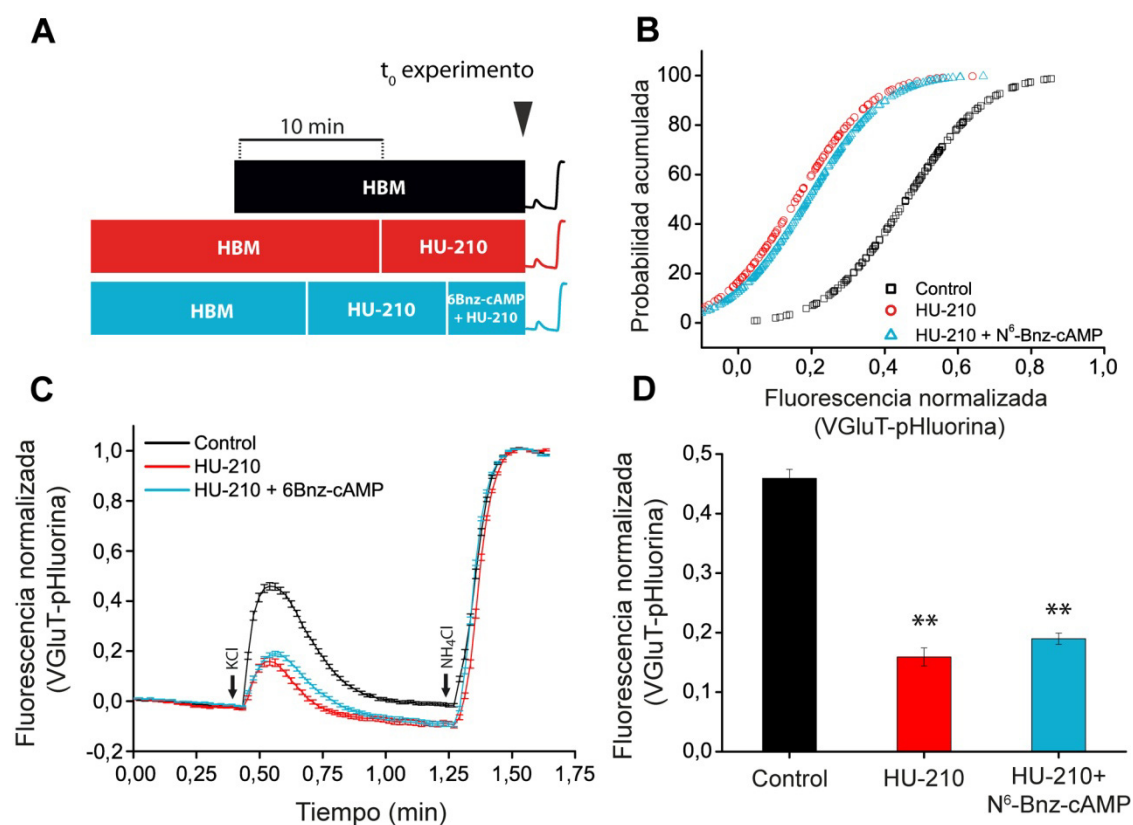 A
t₀ experimento
10 min
HBM
HBM
HU-210
HBM
HU-210
6Bnz-cAMP
+ HU-210
B
Probabilidad acumulada
100
80
60
40
20
0
Control
HU-210
HU-210 + N⁶-Bnz-cAMP
0,0
0,2
0,4
0,6
0,8
1,0
Fluorescencia normalizada
(VGluT-pHluorina)
C
Fluorescencia normalizada
(VGluT-pHluorina)
Control
HU-210
HU-210 + 6Bnz-cAMP
1,0
0,8
0,6
0,4
0,2
0,0
-0,2
KCl
NH₄Cl
0,00
0,25
0,50
0,75
1,00
1,25
1,50
1,75
Tiempo (min)
D
Fluorescencia normalizada
(VGluT-pHluorina)
0,5
0,4
0,3
0,2
0,1
0,0
**
**
Control
HU-210
HU-210+
N⁶-Bnz-cAMP